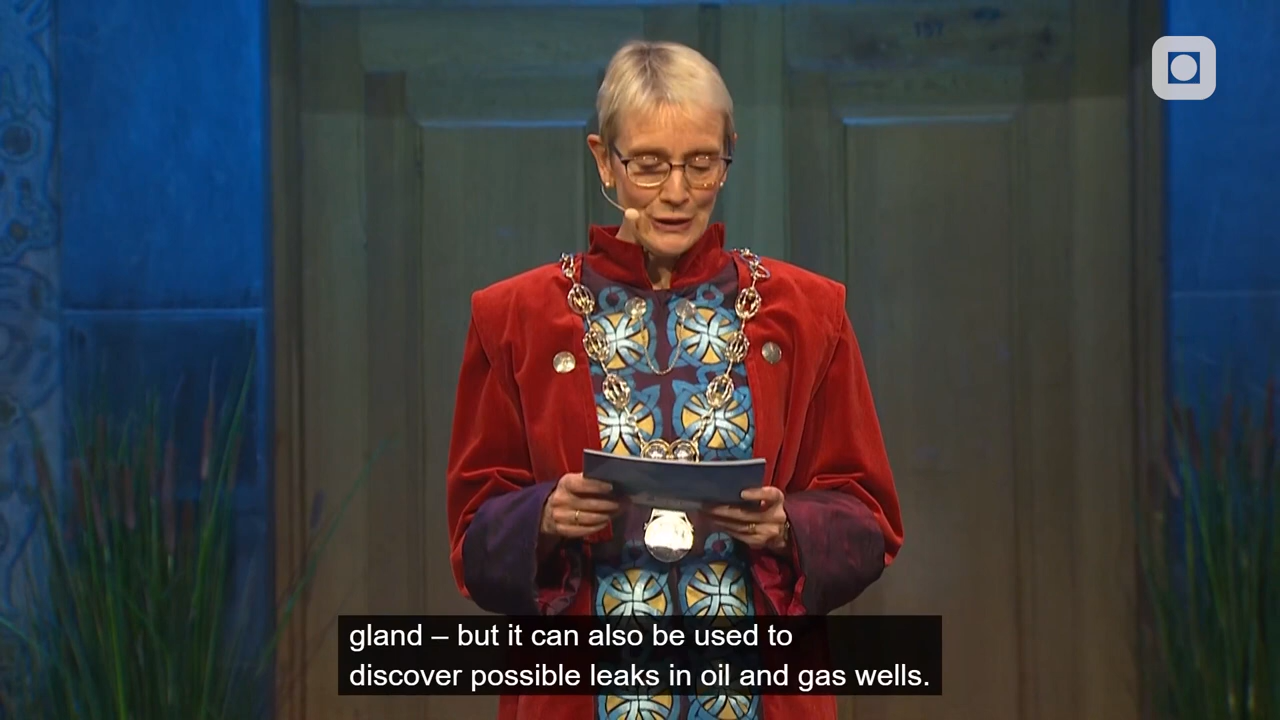 gland – but it can also be used to
discover possible leaks in oil and gas wells.